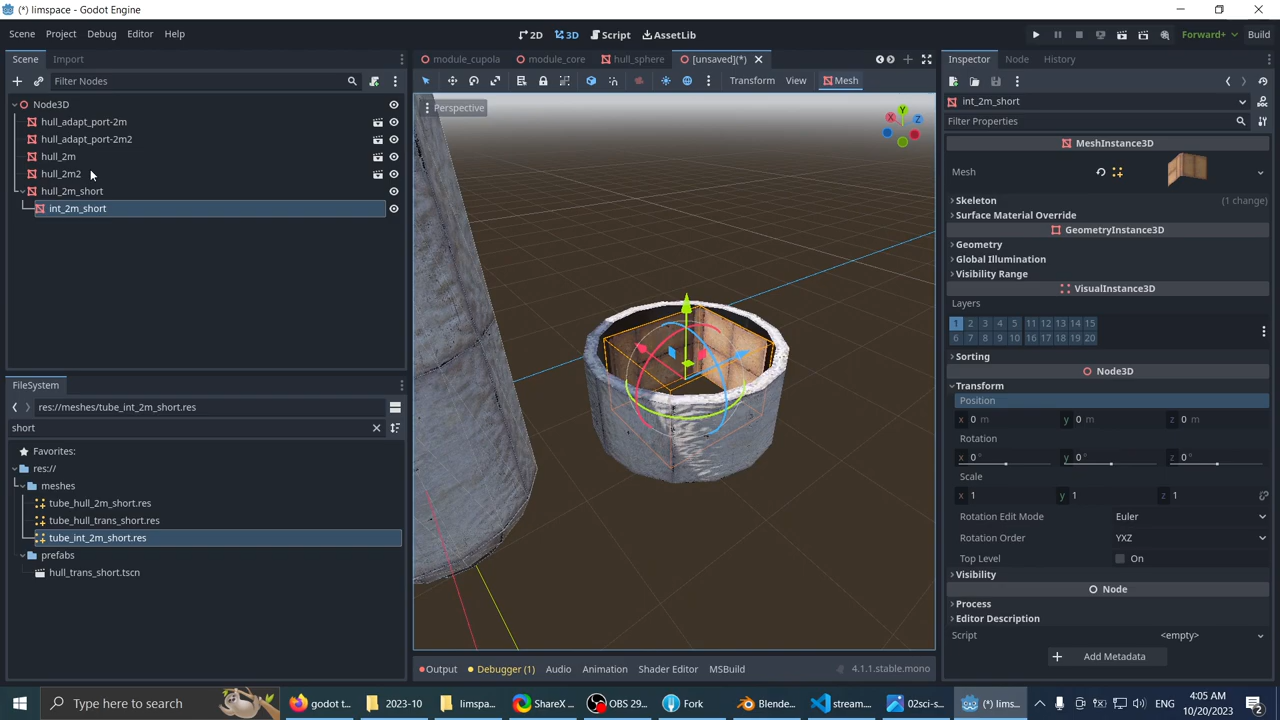 (*) limspace - Godot Engine
Scene Project Debug Editor Help
2D 3D Script AssetLib
Forward+ Build
Scene Import
module_cupola module_core hull_sphere [unsaved](*)
Inspector Node History
Filter Nodes
Transform View Mesh
Perspective
Y X Z
Node3D
hull_adapt_port-2m
hull_adapt_port-2m2
hull_2m
hull_2m2
hull_2m_short
int_2m_short
FileSystem
res://meshes/tube_int_2m_short.res
short
Favorites:
res://
meshes
tube_hull_2m_short.res
tube_hull_trans_short.res
tube_int_2m_short.res
prefabs
hull_trans_short.tscn
Output Debugger (1) Audio Animation Shader Editor MSBuild 4.1.1.stable.mono
int_2m_short
Filter Properties
MeshInstance3D
Mesh
Skeleton (1 change)
Surface Material Override
GeometryInstance3D
Geometry
Global Illumination
Visibility Range
VisualInstance3D
Layers
1 2 3 4 5 11 12 13 14 15
6 7 8 9 10 16 17 18 19 20
Sorting
Node3D
Transform
Position
x 0 m y 0 m z 0 m
Rotation
x 0 ° y 0 ° z 0 °
Scale
x 1 y 1 z 1
Rotation Edit Mode Euler
Rotation Order YXZ
Top Level On
Visibility
Node
Process
Editor Description
Script <empty>
Add Metadata
Type here to search
godot t... 2023-10 limspa... ShareX ... OBS 29.... Fork Blende... stream.... 02sci-s... (*) lims... ENG 4:05 AM
10/20/2023 2